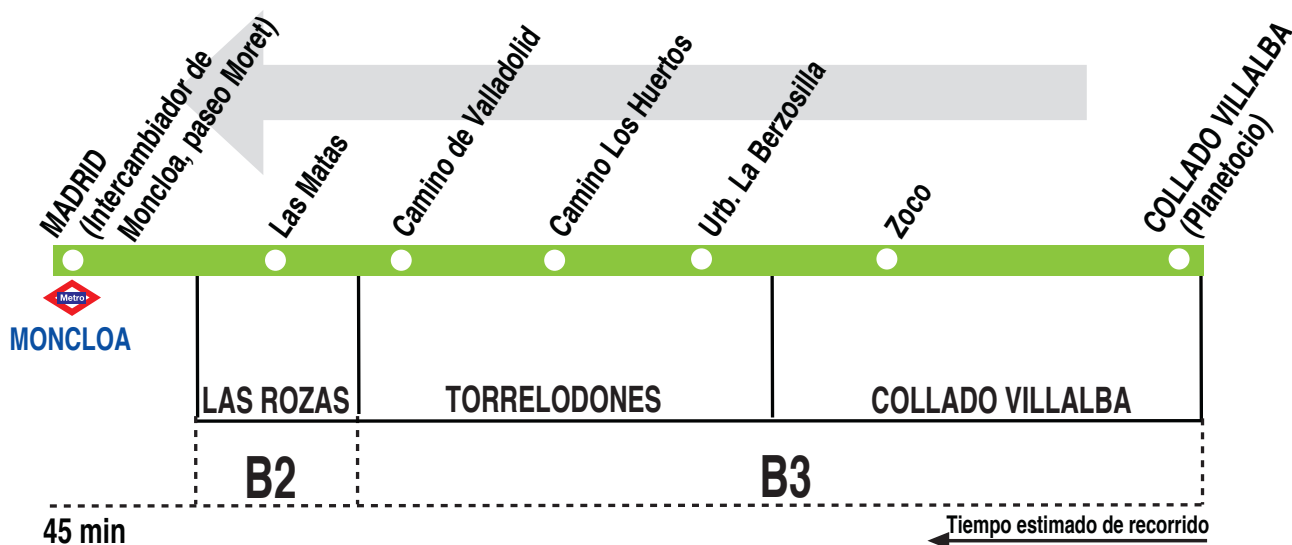 MADRID
(Intercambiador de
Moncloa, paseo Moret)
Las Matas
Camino de Valladolid
Camino Los Huertos
Urb. La Berzosilla
Zoco
COLLADO VILLALBA
(Planetocio)
Metro
MONCLOA
LAS ROZAS
TORRELODONES
COLLADO VILLALBA
B2
B3
45 min
Tiempo estimado de recorrido